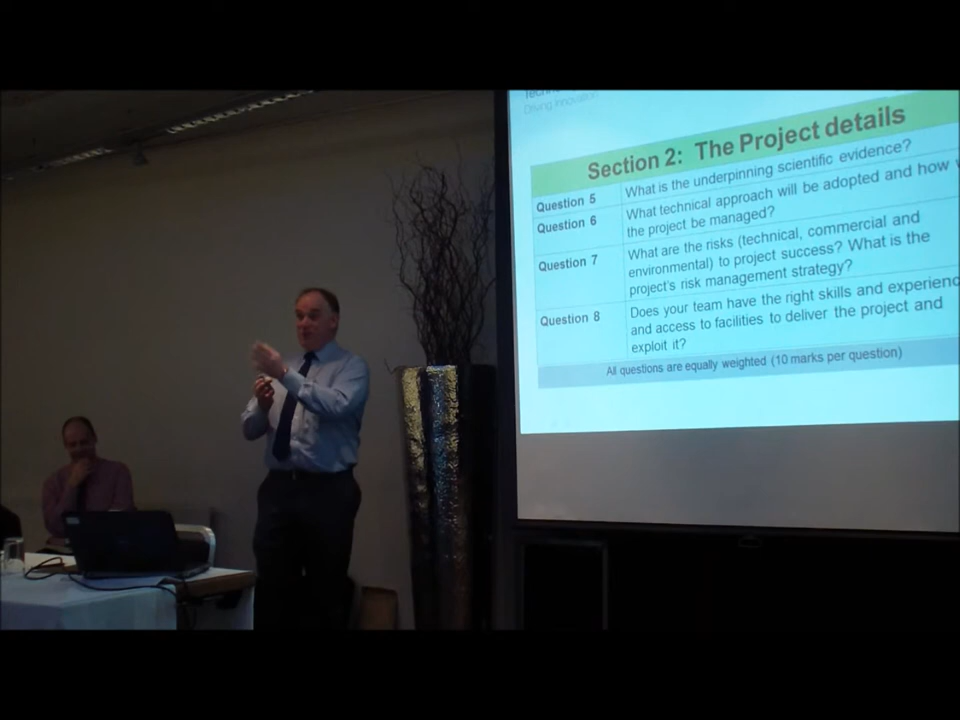 Driving Innovation
Section 2: The Project details
Question 5 What is the underpinning scientific evidence?
Question 6 What technical approach will be adopted and how
the project be managed?
Question 7 What are the risks (technical, commercial and
environmental) to project success? What is the
project's risk management strategy?
Question 8 Does your team have the right skills and experienc
and access to facilities to deliver the project and
exploit it?
All questions are equally weighted (10 marks per question)